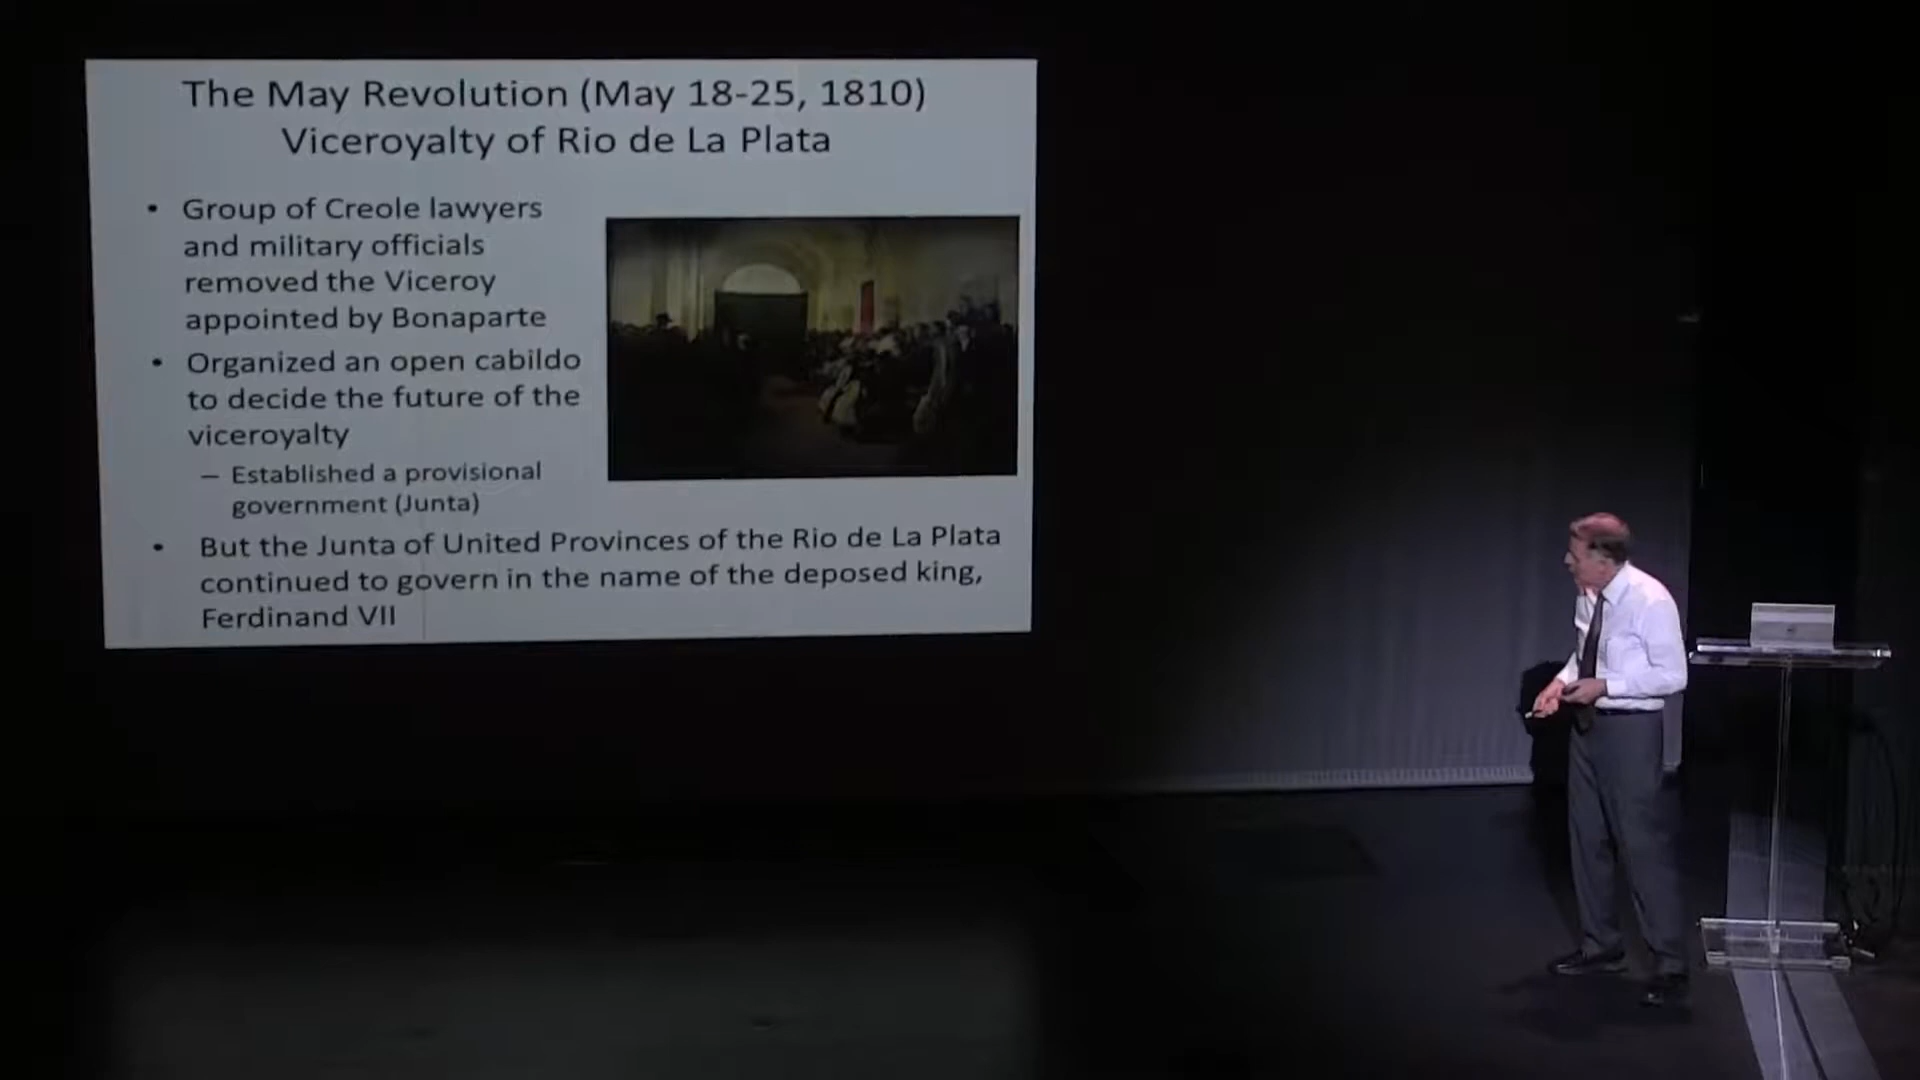 The May Revolution (May 18-25, 1810)
Viceroyalty of Rio de La Plata
• Group of Creole lawyers
and military officials
removed the Viceroy
appointed by Bonaparte
• Organized an open cabildo
to decide the future of the
viceroyalty
– Established a provisional
government (Junta)
• But the Junta of United Provinces of the Rio de La Plata
continued to govern in the name of the deposed king,
Ferdinand VII